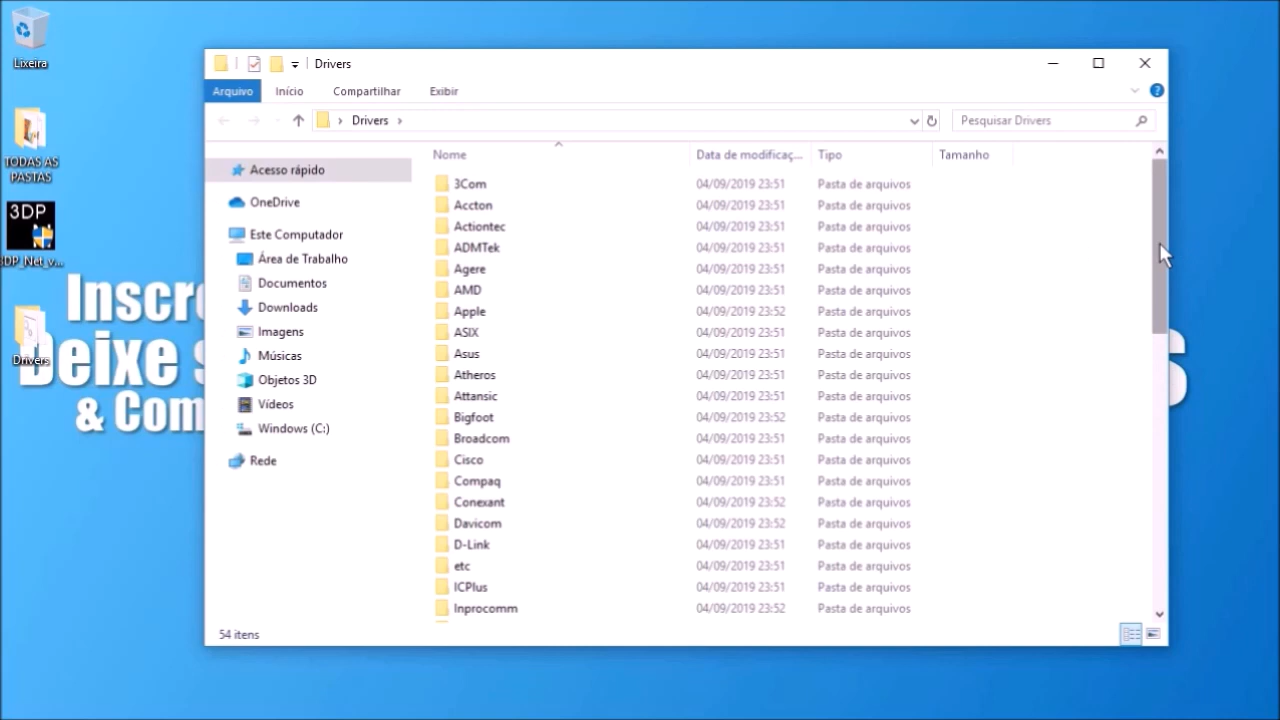 Lixeira
TODAS AS
PASTAS
3DP
3DP_Net_v...
Drivers
Inscre
Deixe s
S
& Com
Drivers
Arquivo Início Compartilhar Exibir
Drivers
Pesquisar Drivers
Acesso rápido
OneDrive
Este Computador
Área de Trabalho
Documentos
Downloads
Imagens
Músicas
Objetos 3D
Vídeos
Windows (C:)
Rede
Nome Data de modificaç... Tipo Tamanho
3Com 04/09/2019 23:51 Pasta de arquivos
Accton 04/09/2019 23:51 Pasta de arquivos
Actiontec 04/09/2019 23:51 Pasta de arquivos
ADMTek 04/09/2019 23:51 Pasta de arquivos
Agere 04/09/2019 23:51 Pasta de arquivos
AMD 04/09/2019 23:51 Pasta de arquivos
Apple 04/09/2019 23:52 Pasta de arquivos
ASIX 04/09/2019 23:51 Pasta de arquivos
Asus 04/09/2019 23:51 Pasta de arquivos
Atheros 04/09/2019 23:51 Pasta de arquivos
Attansic 04/09/2019 23:51 Pasta de arquivos
Bigfoot 04/09/2019 23:52 Pasta de arquivos
Broadcom 04/09/2019 23:51 Pasta de arquivos
Cisco 04/09/2019 23:51 Pasta de arquivos
Compaq 04/09/2019 23:51 Pasta de arquivos
Conexant 04/09/2019 23:52 Pasta de arquivos
Davicom 04/09/2019 23:52 Pasta de arquivos
D-Link 04/09/2019 23:51 Pasta de arquivos
etc 04/09/2019 23:51 Pasta de arquivos
ICPlus 04/09/2019 23:51 Pasta de arquivos
Inprocomm 04/09/2019 23:52 Pasta de arquivos
54 itens